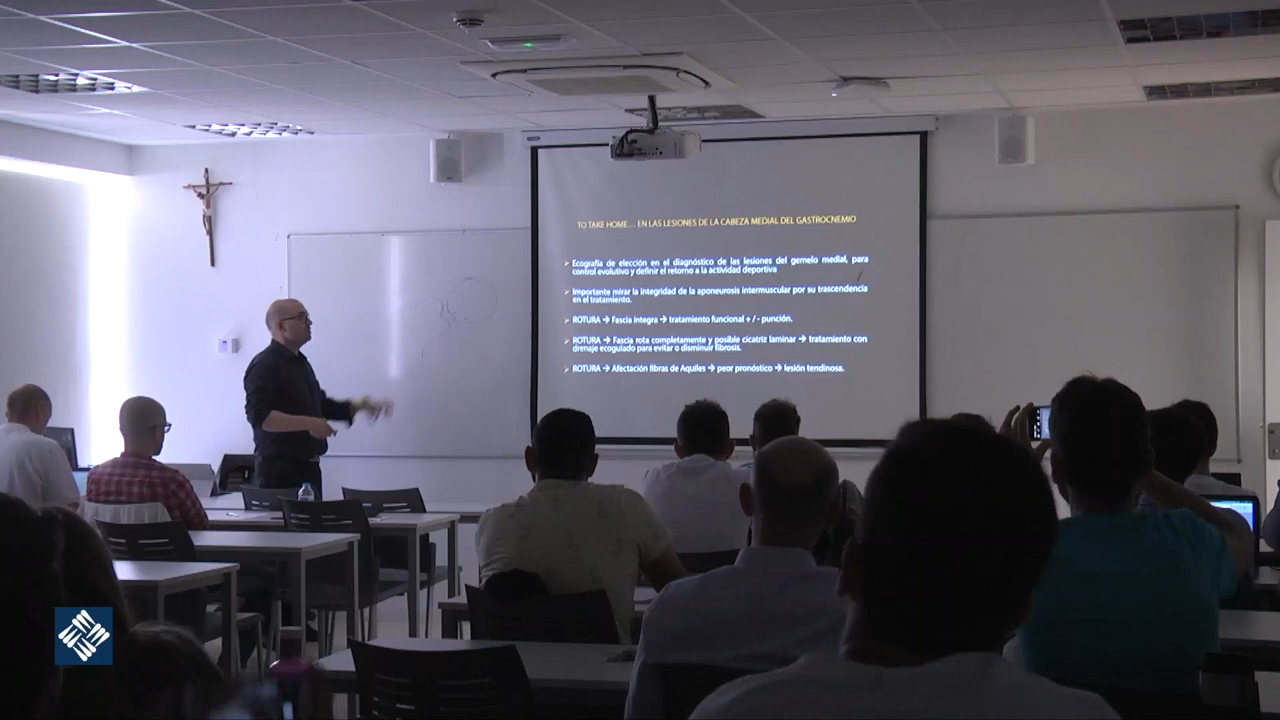 TO TAKE HOME... EN LAS LESIONES DE LA CABEZA MEDIAL DEL GASTROCNEMIO
➢ Ecografía de elección en el diagnóstico de las lesiones del gemelo medial, para
control evolutivo y definir el retorno a la actividad deportiva
➢ Importante mirar la integridad de la aponeurosis intermuscular por su trascendencia
en el tratamiento.
➢ ROTURA → Fascia integra → tratamiento funcional + / - punción.
➢ ROTURA → Fascia rota completamente y posible cicatriz laminar → tratamiento con
drenaje ecoguiado para evitar o disminuir fibrosis.
➢ ROTURA → Afectación fibras de Aquiles → peor pronóstico → lesión tendinosa.